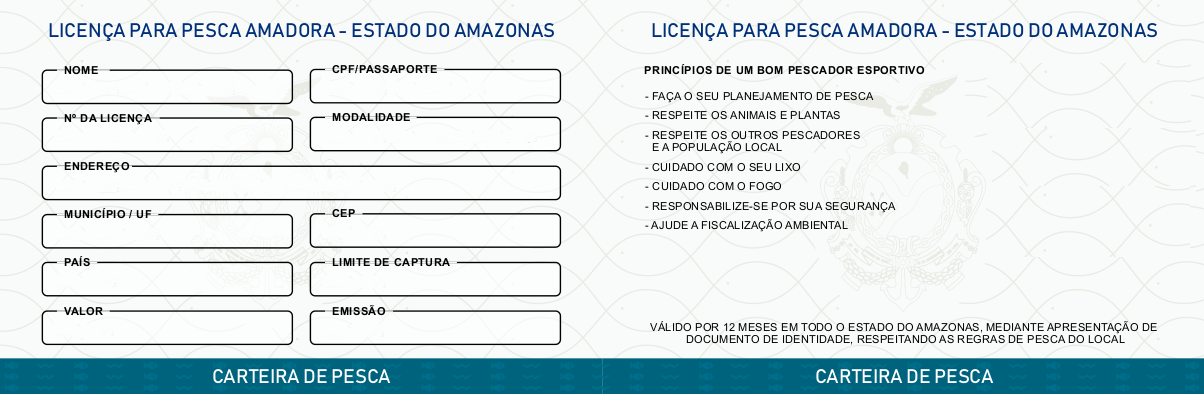 LICENÇA PARA PESCA AMADORA - ESTADO DO AMAZONAS
NOME
CPF/PASSAPORTE
Nº DA LICENÇA
MODALIDADE
ENDEREÇO
MUNICÍPIO / UF
CEP
PAÍS
LIMITE DE CAPTURA
VALOR
EMISSÃO
CARTEIRA DE PESCA
LICENÇA PARA PESCA AMADORA - ESTADO DO AMAZONAS
PRINCÍPIOS DE UM BOM PESCADOR ESPORTIVO
- FAÇA O SEU PLANEJAMENTO DE PESCA
- RESPEITE OS ANIMAIS E PLANTAS
- RESPEITE OS OUTROS PESCADORES
E A POPULAÇÃO LOCAL
- CUIDADO COM O SEU LIXO
- CUIDADO COM O FOGO
- RESPONSABILIZE-SE POR SUA SEGURANÇA
- AJUDE A FISCALIZAÇÃO AMBIENTAL
VÁLIDO POR 12 MESES EM TODO O ESTADO DO AMAZONAS, MEDIANTE APRESENTAÇÃO DE
DOCUMENTO DE IDENTIDADE, RESPEITANDO AS REGRAS DE PESCA DO LOCAL
CARTEIRA DE PESCA